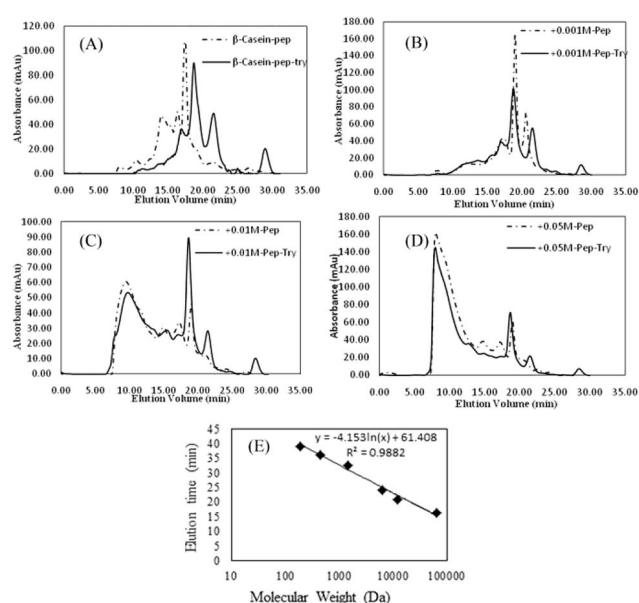 (A)
β-Casein-pep
β-Casein-pep-try
Absorbance (mAu)
120.00
100.00
80.00
60.00
40.00
20.00
0.00
0.00 5.00 10.00 15.00 20.00 25.00 30.00 35.00
Elution Volume (min)
(B)
+0.001M-Pep
+0.001M-Pep-Try
Absorbance (mAu)
180.00
160.00
140.00
120.00
100.00
80.00
60.00
40.00
20.00
0.00
0.00 5.00 10.00 15.00 20.00 25.00 30.00 35.00
Elution Volume (min)
(C)
+0.01M-Pep
+0.01M-Pep-Try
Absorbance (mAu)
100.00
90.00
80.00
70.00
60.00
50.00
40.00
30.00
20.00
10.00
0.00
0.00 5.00 10.00 15.00 20.00 25.00 30.00 35.00
Elution Volume (min)
(D)
+0.05M-Pep
+0.05M-Pep-Try
Absorbance (mAu)
180.00
160.00
140.00
120.00
100.00
80.00
60.00
40.00
20.00
0.00
0.00 5.00 10.00 15.00 20.00 25.00 30.00 35.00
Elution Volume (min)
(E)
y = -4.153ln(x) + 61.408
R² = 0.9882
Elution time (min)
45
40
35
30
25
20
15
10
5
0
10 100 1000 10000 100000
Molecular Weight (Da)